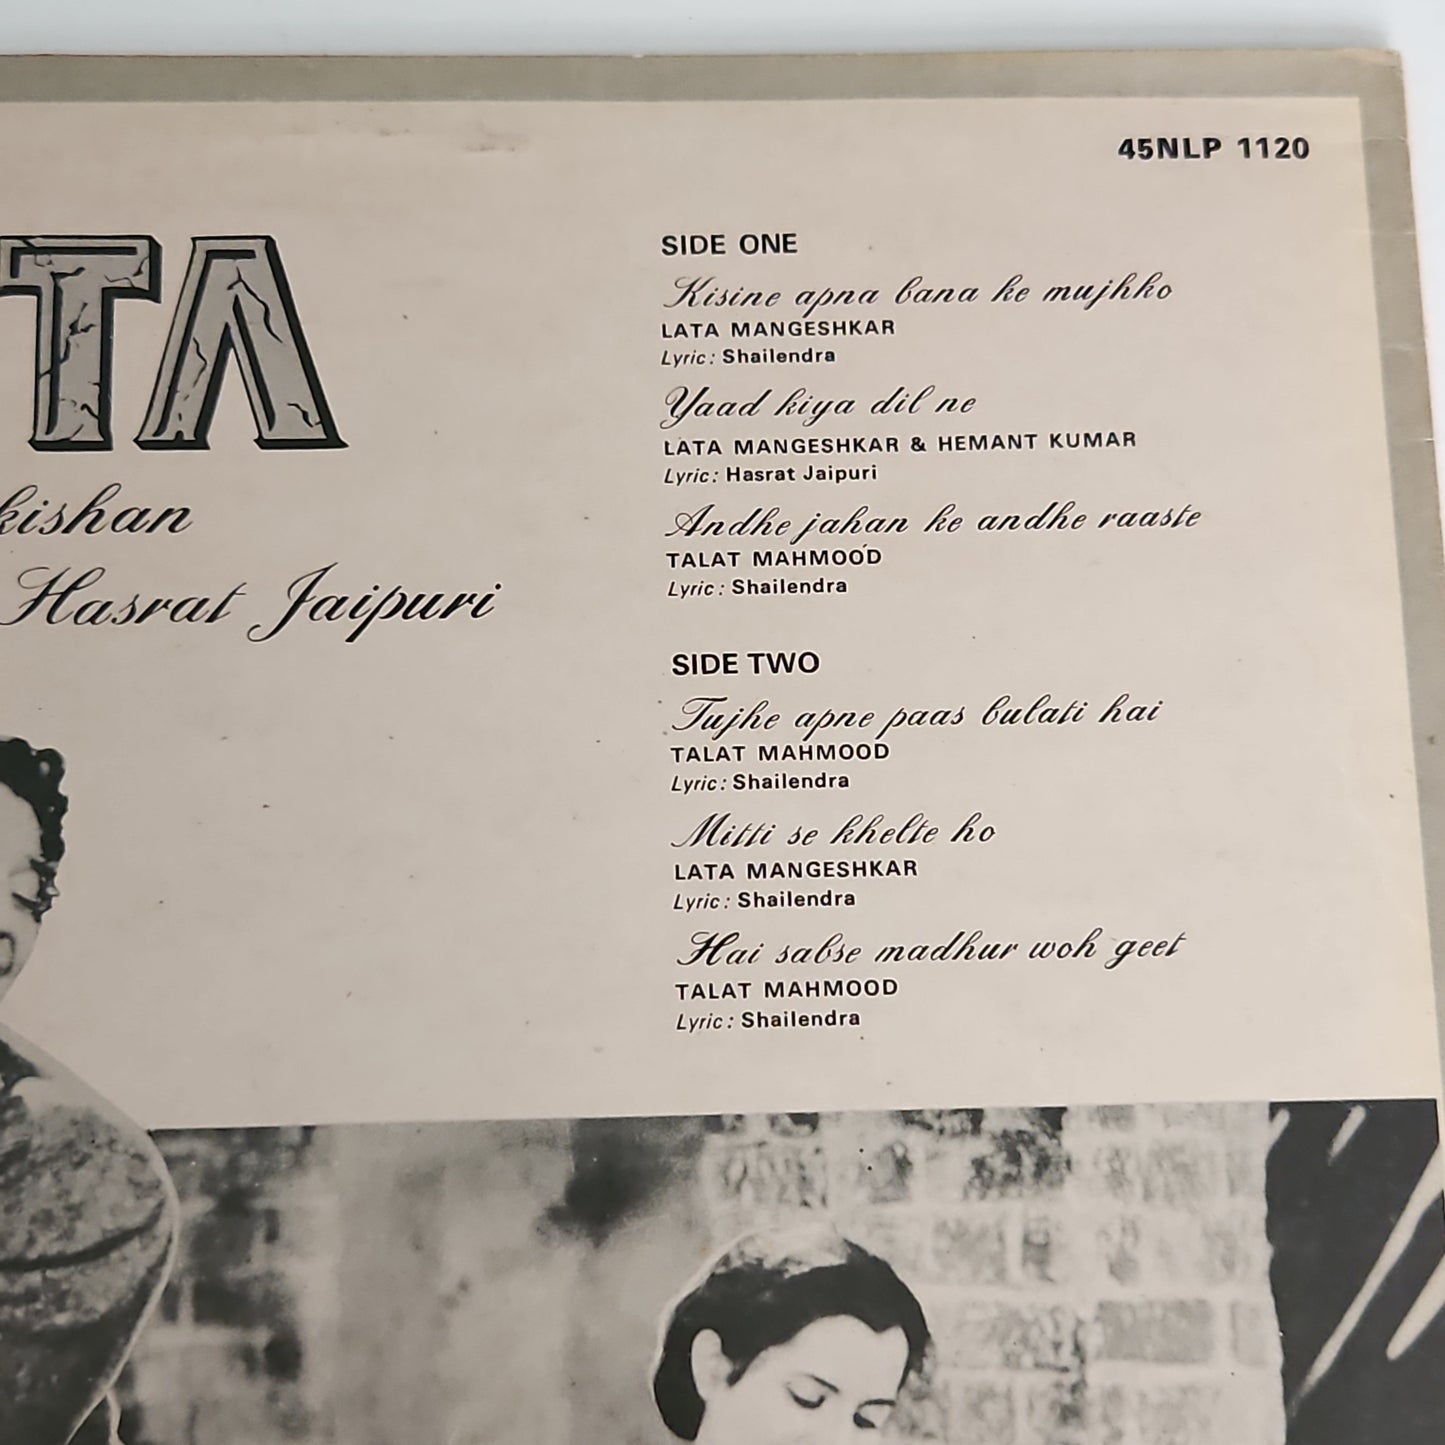 45NLP 1120
TA
kishan
Hasrat Jaipuri
SIDE ONE
Kisine apna bana ke mujhko
LATA MANGESHKAR
Lyric: Shailendra
Yaad kiya dil ne
LATA MANGESHKAR & HEMANT KUMAR
Lyric: Hasrat Jaipuri
Andhe jahan ke andhe raaste
TALAT MAHMOOD
Lyric: Shailendra
SIDE TWO
Tujhe apne paas bulati hai
TALAT MAHMOOD
Lyric: Shailendra
Mitti se khelte ho
LATA MANGESHKAR
Lyric: Shailendra
Hai sabse madhur woh geet
TALAT MAHMOOD
Lyric: Shailendra